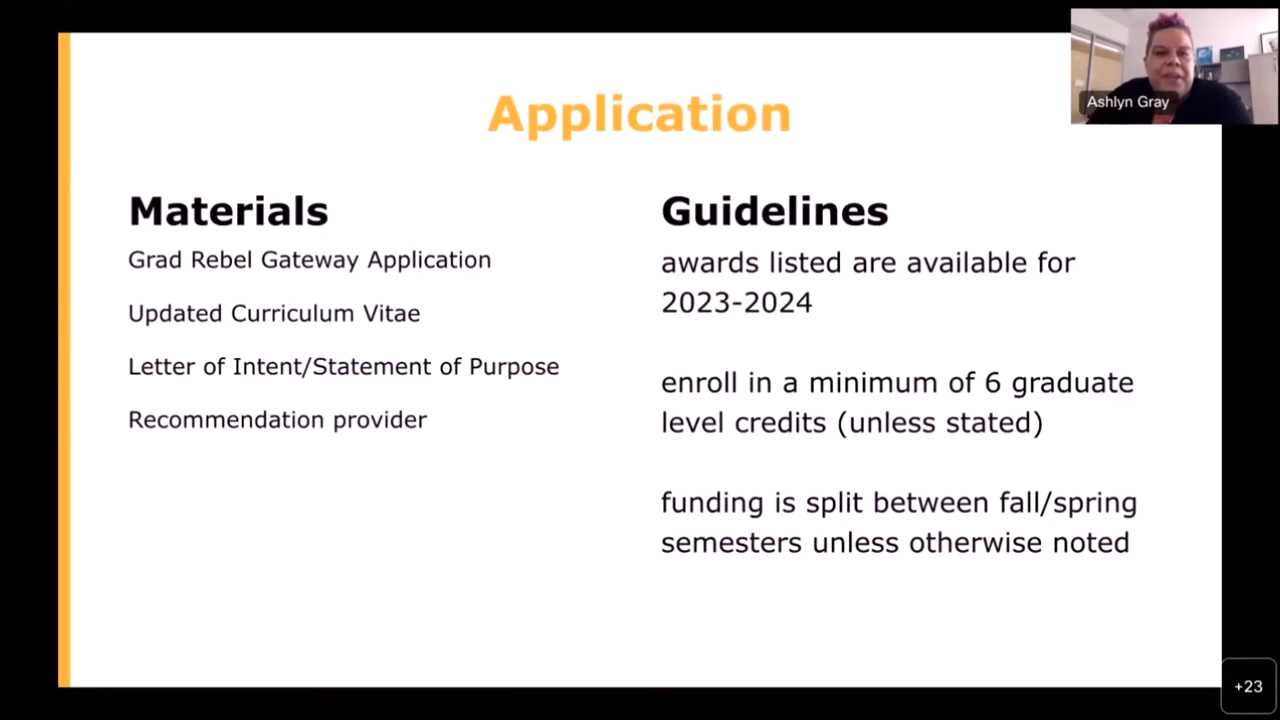 Application
Materials
Grad Rebel Gateway Application
Updated Curriculum Vitae
Letter of Intent/Statement of Purpose
Recommendation provider
Guidelines
awards listed are available for
2023-2024
enroll in a minimum of 6 graduate
level credits (unless stated)
funding is split between fall/spring
semesters unless otherwise noted
Ashlyn Gray
+23